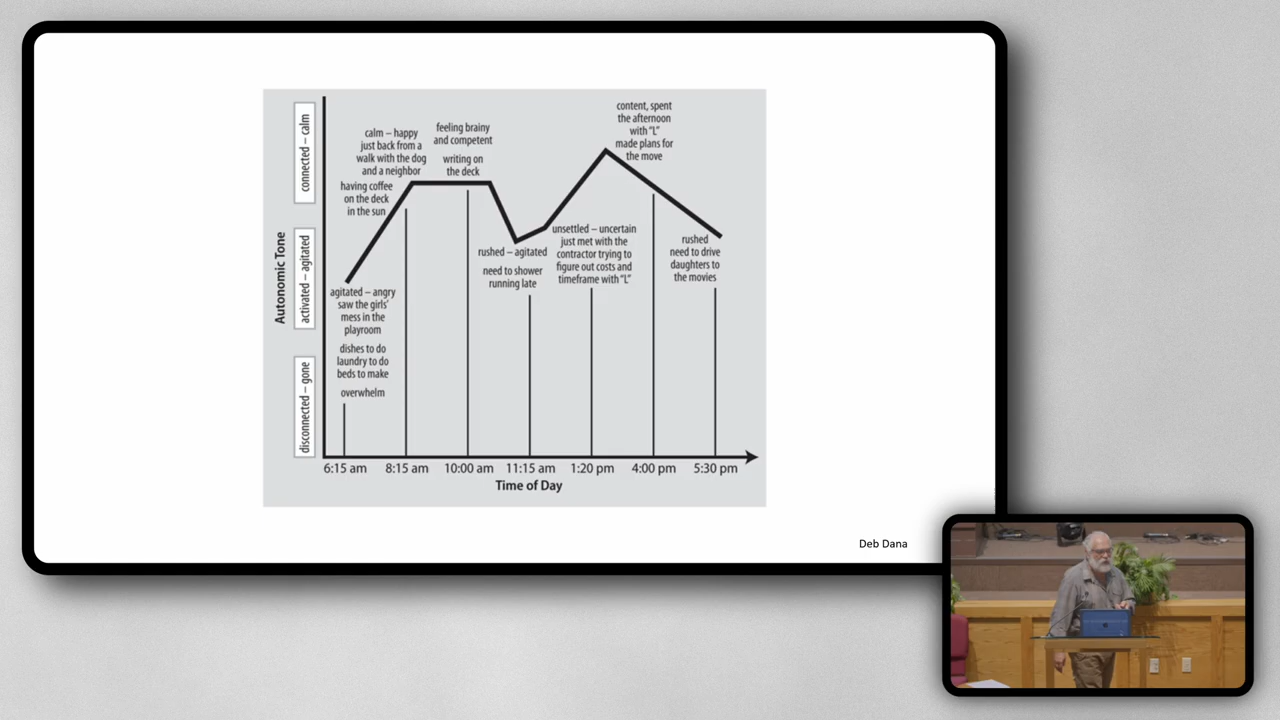 connected – calm
activated – agitated
disconnected – gone
Autonomic Tone
calm – happy
just back from a
walk with the dog
and a neighbor
having coffee
on the deck
in the sun
feeling brainy
and competent
writing on
the deck
content, spent
the afternoon
with "L"
made plans for
the move
agitated – angry
saw the girls'
mess in the
playroom
dishes to do
laundry to do
beds to make
overwhelm
rushed – agitated
need to shower
running late
unsettled – uncertain
just met with the
contractor trying to
figure out costs and
timeframe with "L"
rushed
need to drive
daughters to
the movies
6:15 am 8:15 am 10:00 am 11:15 am 1:20 pm 4:00 pm 5:30 pm
Time of Day
Deb Dana